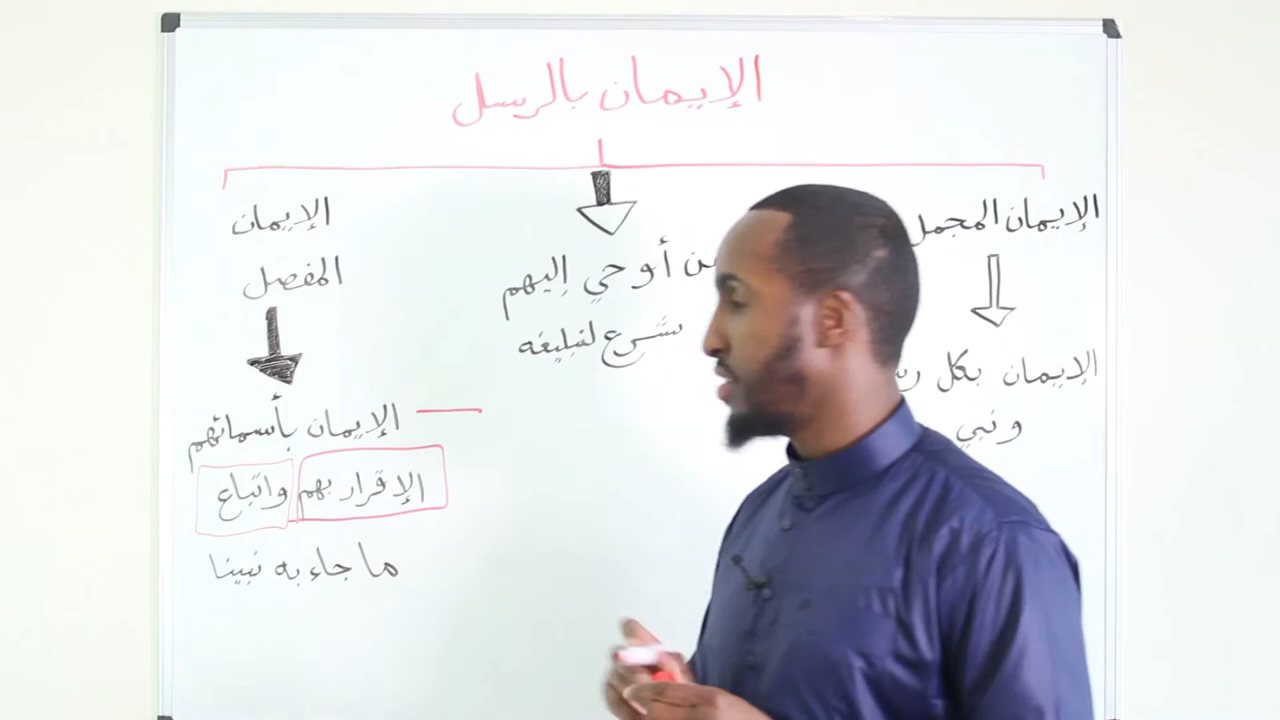 الإيمان بالرسل
الإيمان المجمل
الإيمان بكل
ونبي
أوحي إليهم
شرع لتبليغه
الإيمان
المفصل
الإيمان بأسمائهم
الإقرار بهم واتباع
ما جاء به نبينا